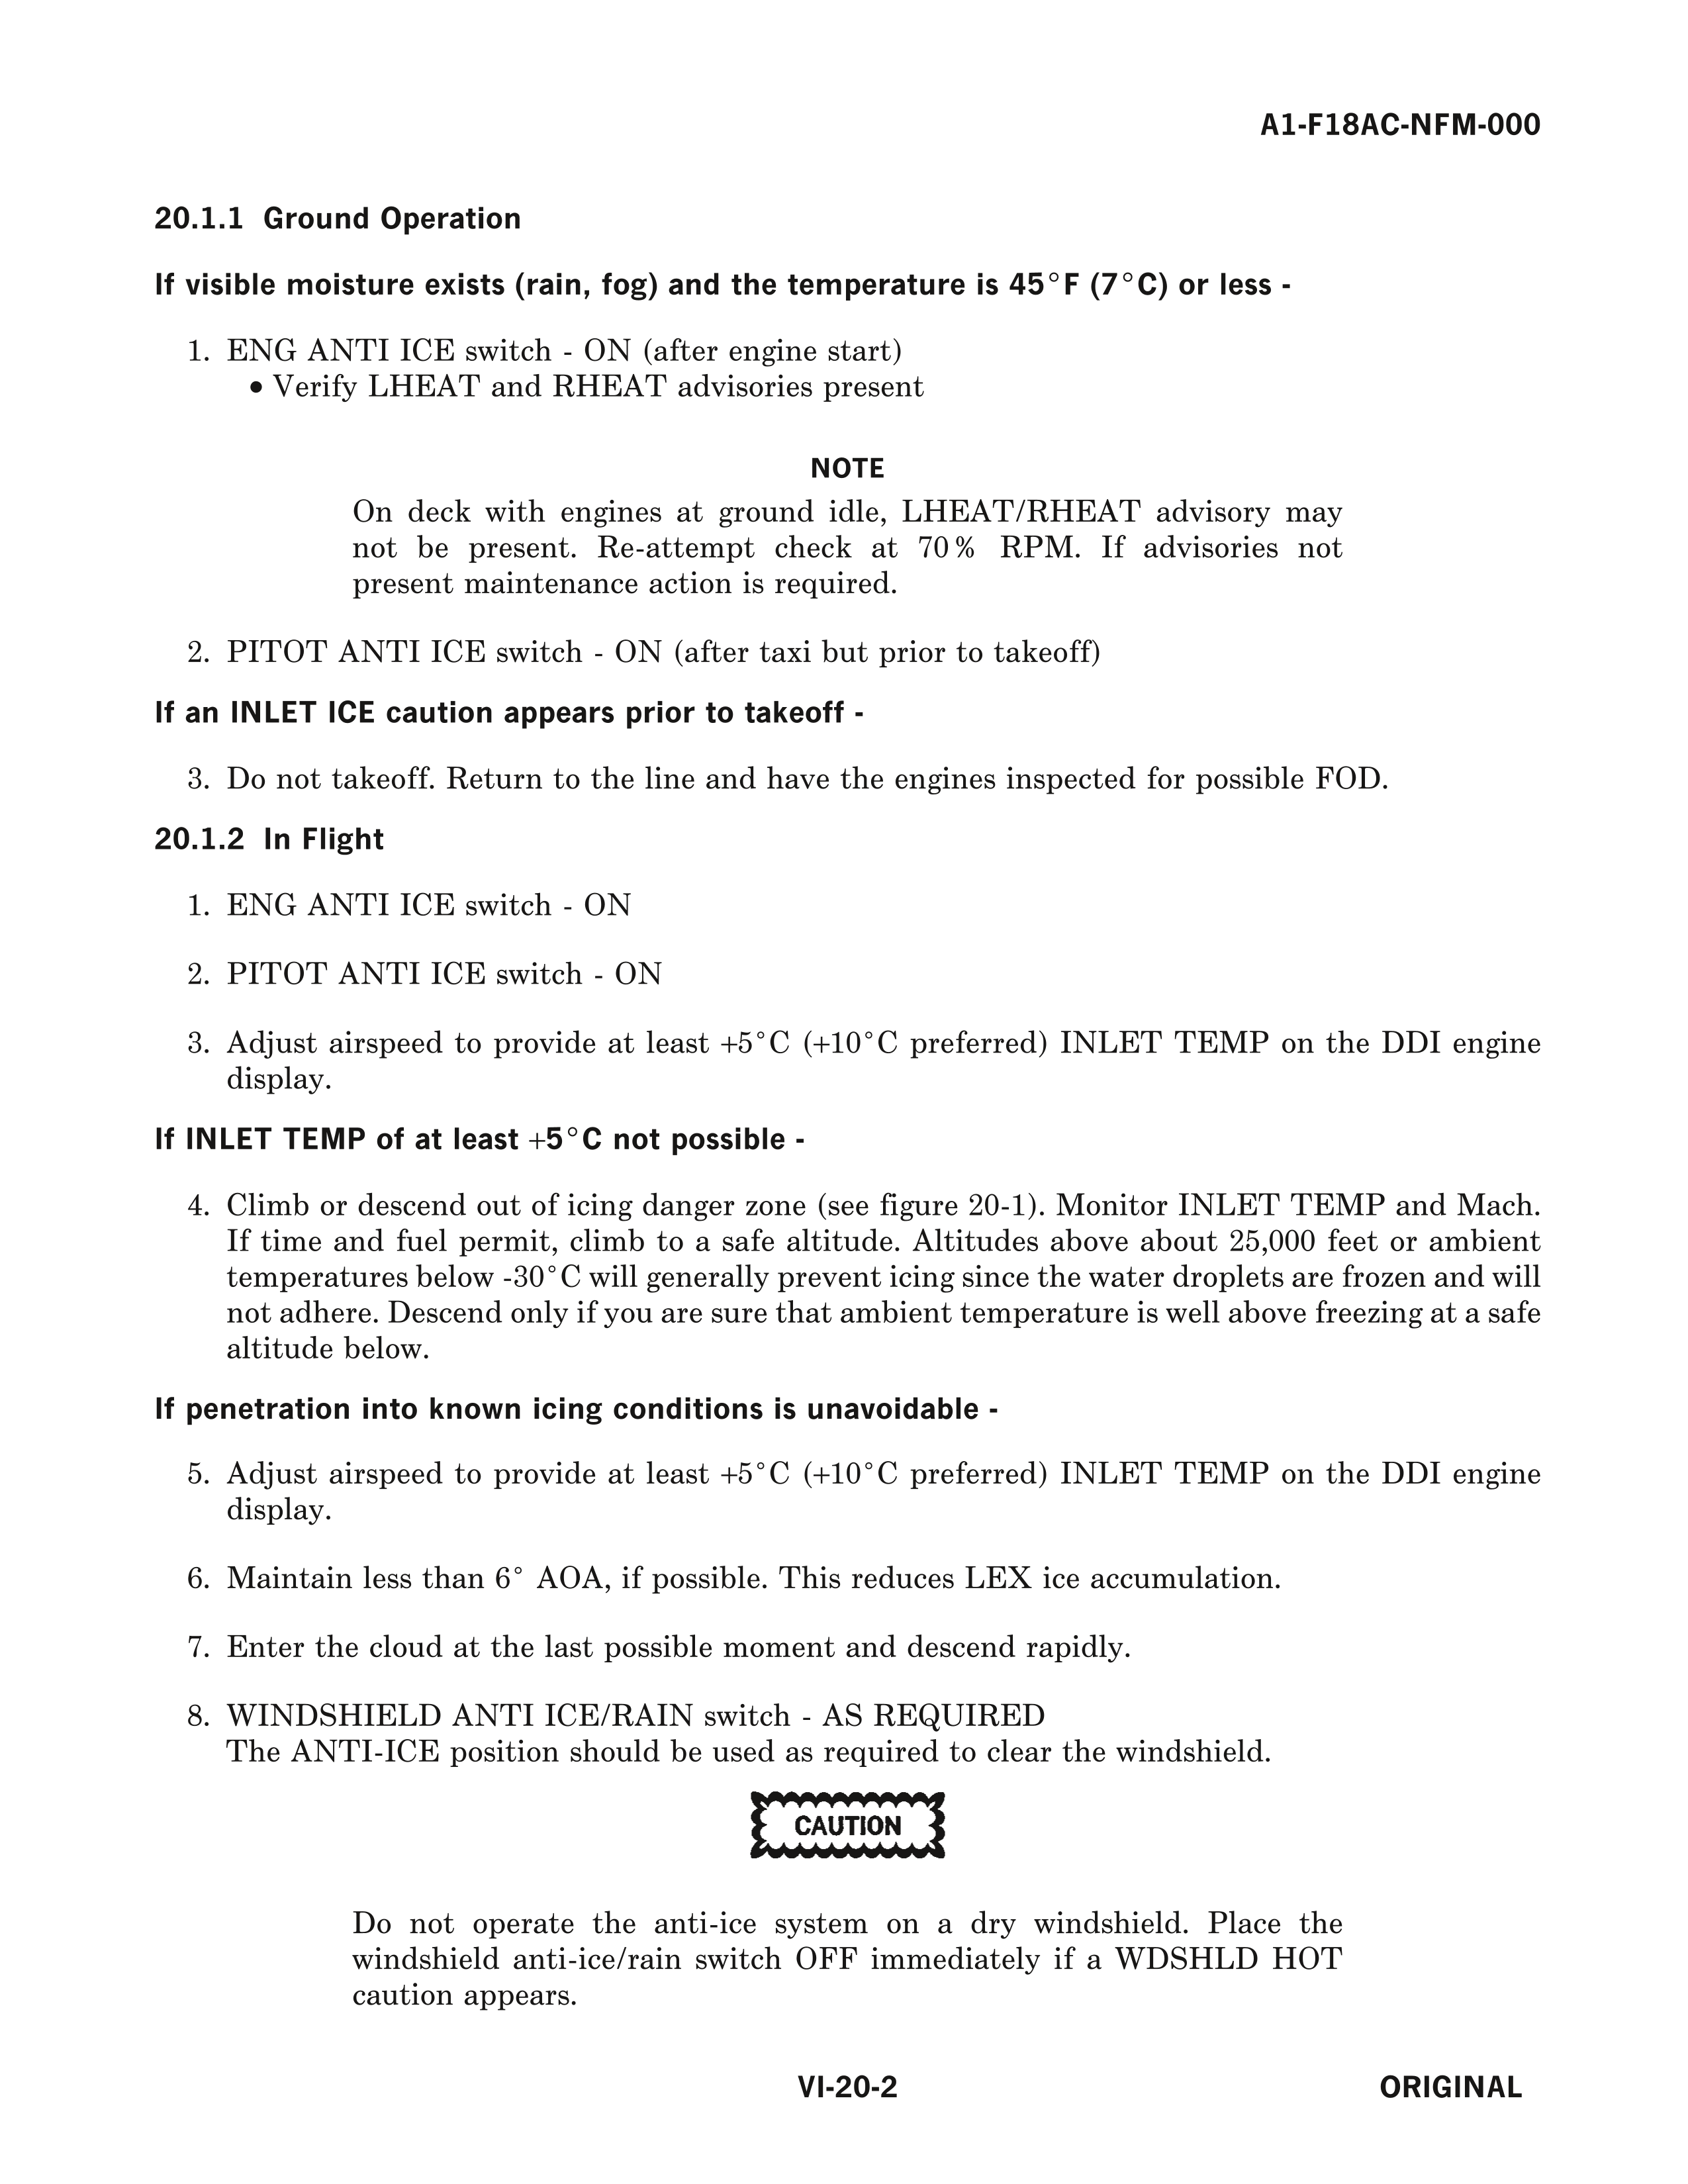 A1-F18AC-NFM-000
20.1.1 Ground Operation
If visible moisture exists (rain, fog) and the temperature is 45°F (7°C) or less -
1. ENG ANTI ICE switch - ON (after engine start)
• Verify LHEAT and RHEAT advisories present
NOTE
On deck with engines at ground idle, LHEAT/RHEAT advisory may
not be present. Re-attempt check at 70% RPM. If advisories not
present maintenance action is required.
2. PITOT ANTI ICE switch - ON (after taxi but prior to takeoff)
If an INLET ICE caution appears prior to takeoff -
3. Do not takeoff. Return to the line and have the engines inspected for possible FOD.
20.1.2 In Flight
1. ENG ANTI ICE switch - ON
2. PITOT ANTI ICE switch - ON
3. Adjust airspeed to provide at least +5°C (+10°C preferred) INLET TEMP on the DDI engine
display.
If INLET TEMP of at least +5°C not possible -
4. Climb or descend out of icing danger zone (see figure 20-1). Monitor INLET TEMP and Mach.
If time and fuel permit, climb to a safe altitude. Altitudes above about 25,000 feet or ambient
temperatures below -30°C will generally prevent icing since the water droplets are frozen and will
not adhere. Descend only if you are sure that ambient temperature is well above freezing at a safe
altitude below.
If penetration into known icing conditions is unavoidable -
5. Adjust airspeed to provide at least +5°C (+10°C preferred) INLET TEMP on the DDI engine
display.
6. Maintain less than 6° AOA, if possible. This reduces LEX ice accumulation.
7. Enter the cloud at the last possible moment and descend rapidly.
8. WINDSHIELD ANTI ICE/RAIN switch - AS REQUIRED
The ANTI-ICE position should be used as required to clear the windshield.
CAUTION
Do not operate the anti-ice system on a dry windshield. Place the
windshield anti-ice/rain switch OFF immediately if a WDSHLD HOT
caution appears.
VI-20-2
ORIGINAL